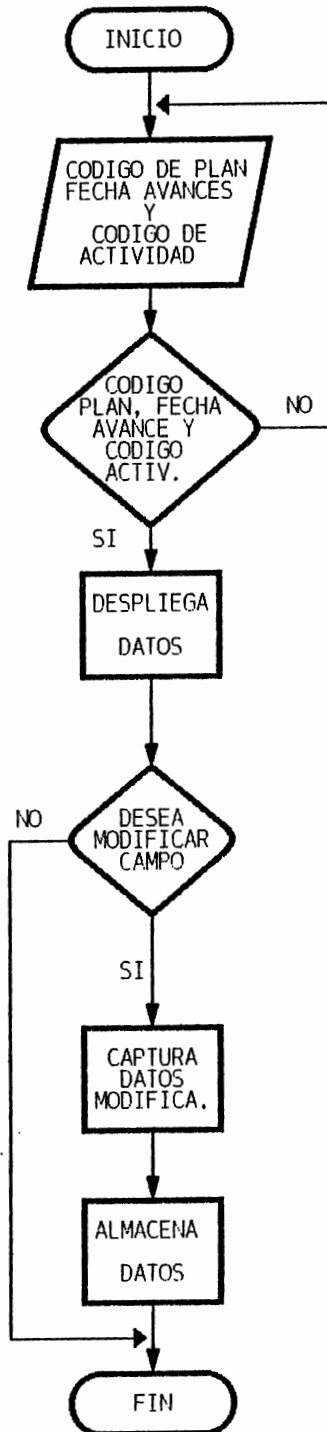 INICIO
CODIGO DE PLAN
FECHA AVANCES
Y
CODIGO DE
ACTIVIDAD
CODIGO
PLAN, FECHA
AVANCE Y
CODIGO
ACTIV.
NO
SI
DESPLIEGA
DATOS
DESEA
MODIFICAR
CAMPO
NO
SI
CAPTURA
DATOS
MODIFICA.
ALMACENA
DATOS
FIN